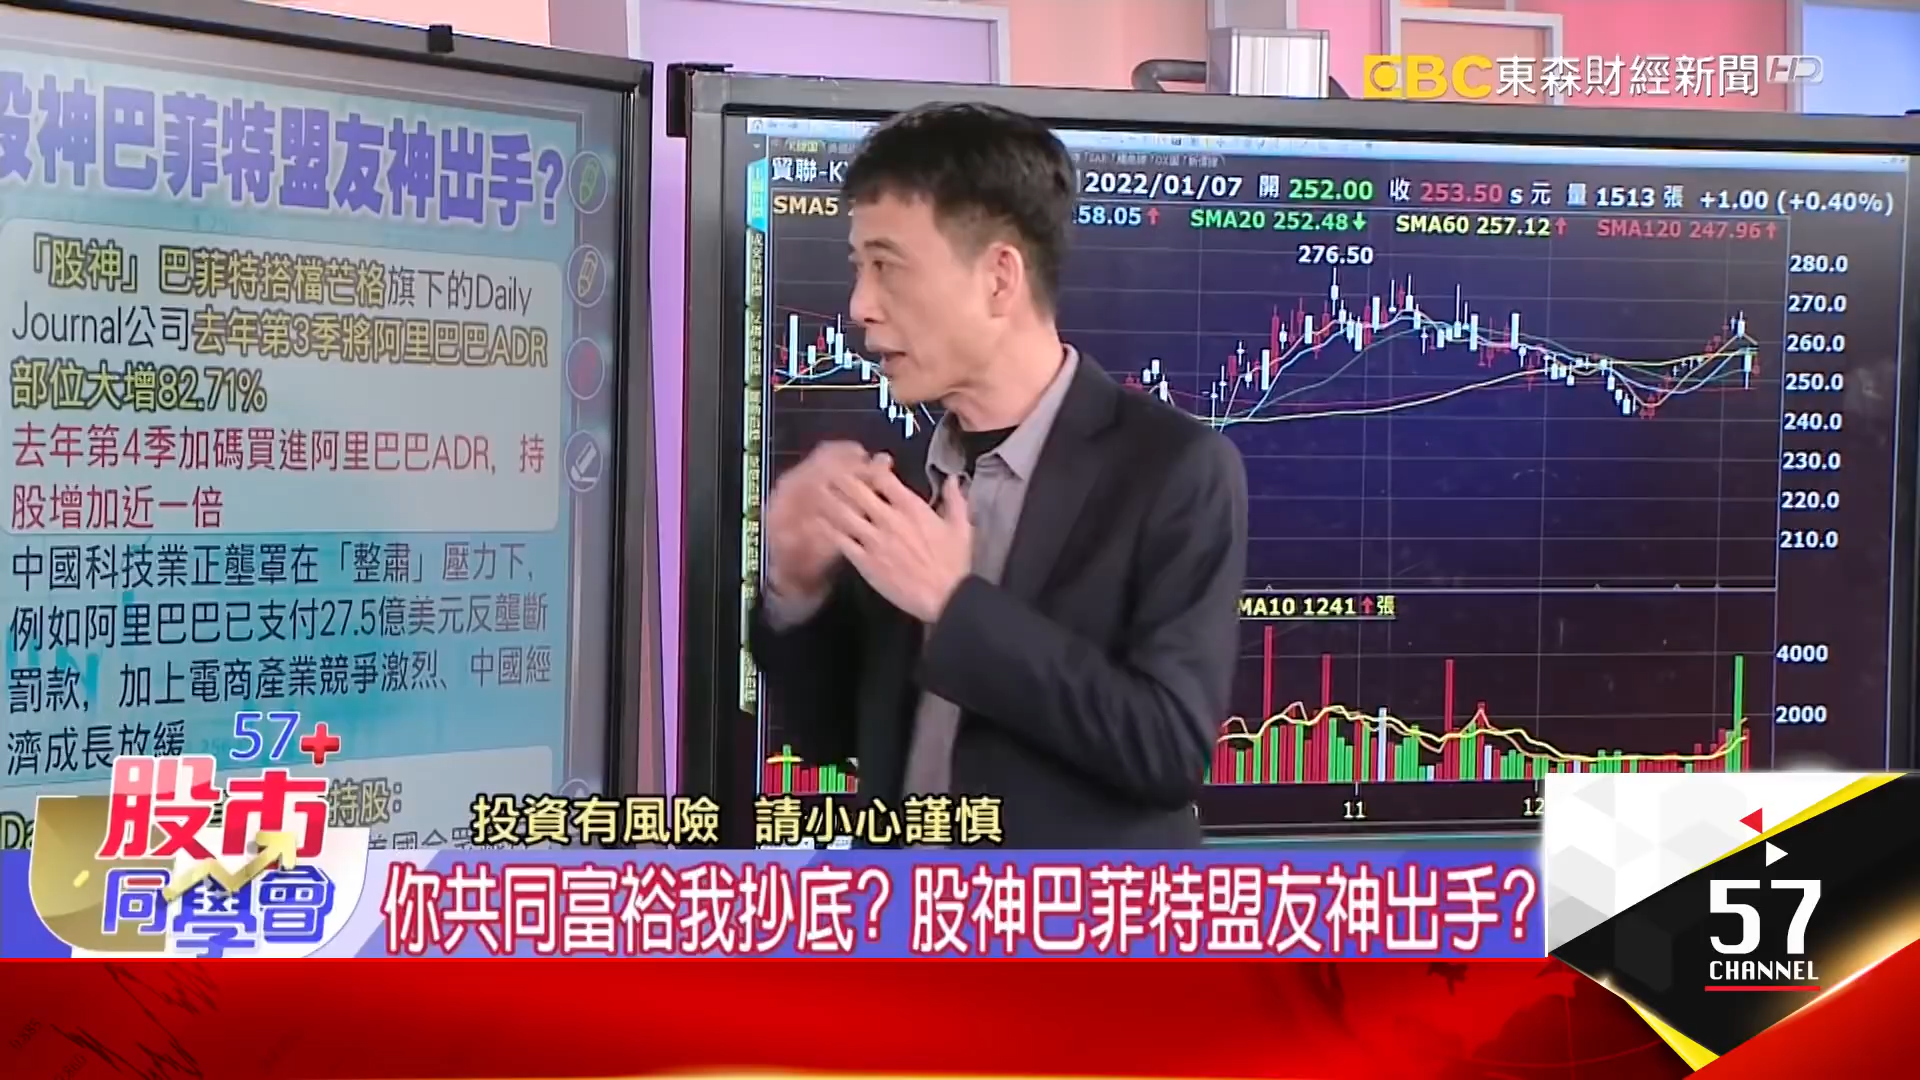 EBC東森財經新聞HD
股神巴菲特盟友神出手?
「股神」巴菲特搭檔芒格旗下的Daily
Journal公司去年第3季將阿里巴巴ADR
部位大增82.71%
去年第4季加碼買進阿里巴巴ADR, 持
股增加近一倍
中國科技業正壟罩在「整肅」壓力下,
例如阿里巴巴已支付27.5億美元反壟斷
罰款, 加上電商產業競爭激烈、中國經
濟成長放緩
持股:
貿聯-KY
2022/01/07 開 252.00 收 253.50 s 元 量 1513 張 +1.00 (+0.40%)
SMA5
58.05↑ SMA20 252.48↓ SMA60 257.12↑ SMA120 247.96↑
276.50
280.0
270.0
260.0
250.0
240.0
230.0
220.0
210.0
MA10 1241↑張
4000
2000
11
12
57+
股市
同學會
投資有風險 請小心謹慎
你共同富裕我抄底? 股神巴菲特盟友神出手?
57
CHANNEL